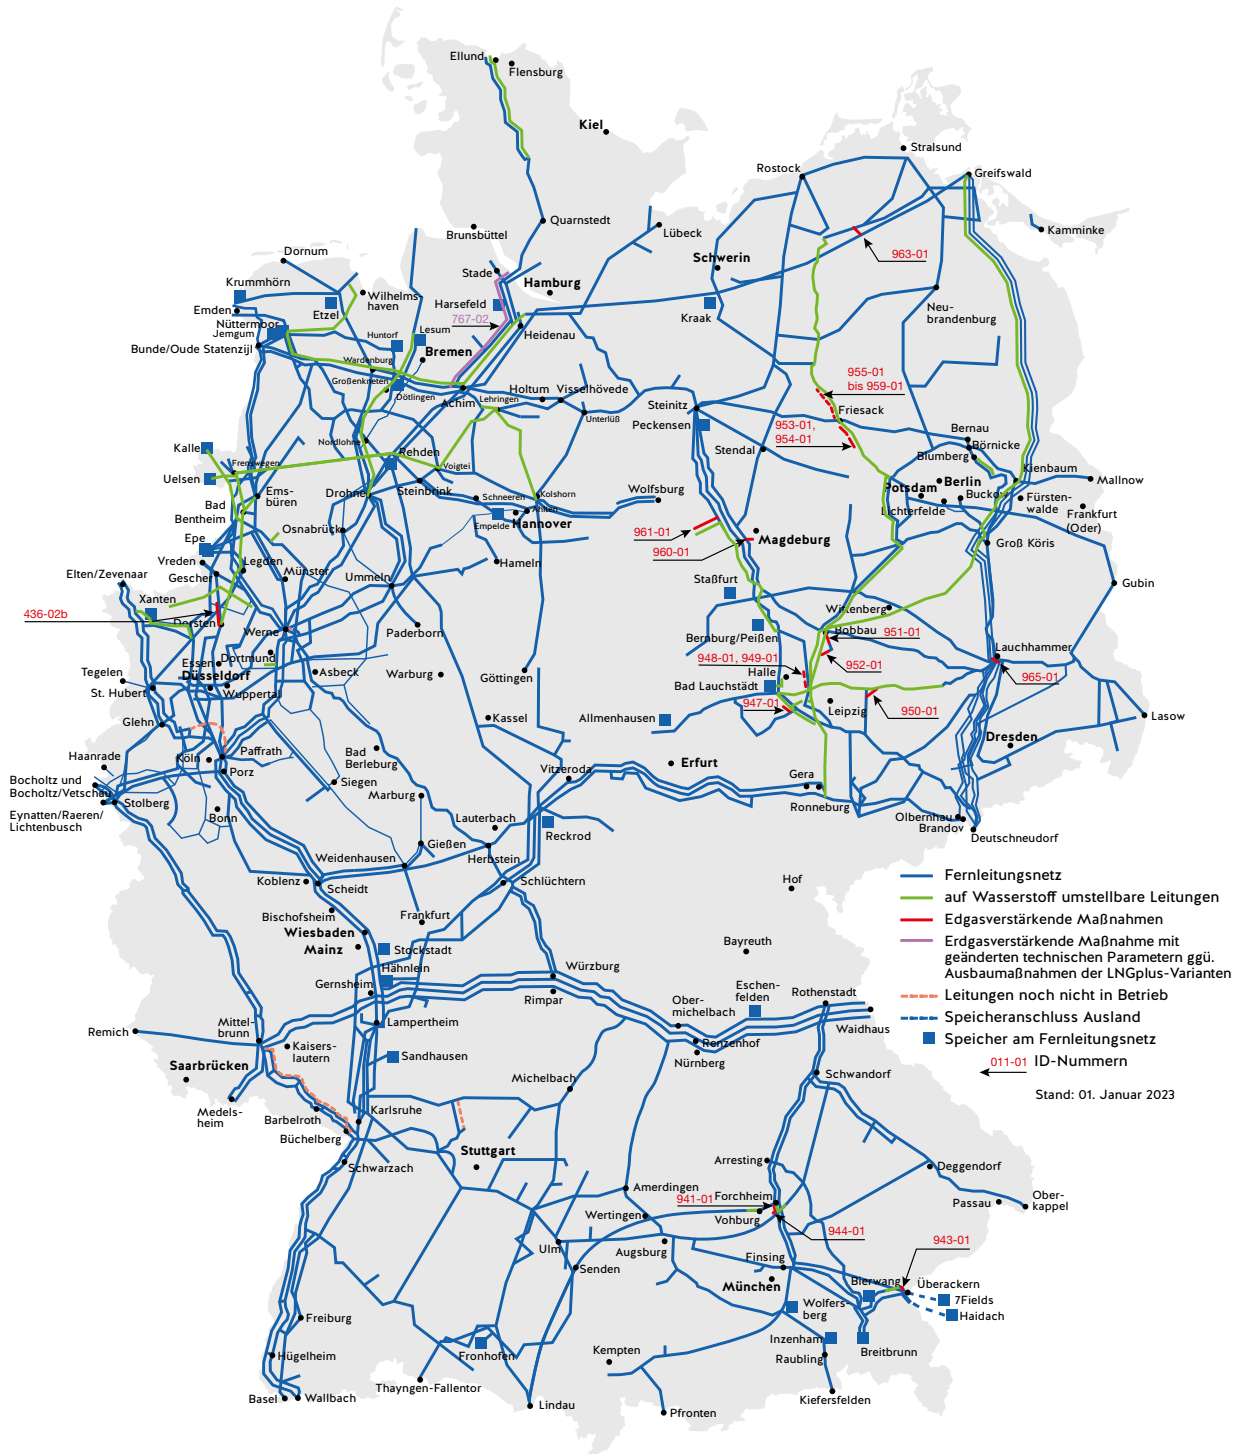 Ellund
Flensburg
Kiel
Stralsund
Rostock
Greifswald
Quarnstedt
Brunsbüttel
Lübeck
Kamminke
Dornum
Schwerin
963-01
Stade
Hamburg
Krummhörn
Wilhelms-
haven
Emden
Etzel
Harsefeld
767-02
Kraak
Neu-
brandenburg
Nüttermoor
Jemgum
Huntorf
Lesum
Heidenau
Bunde/Oude Statenzijl
Bremen
Wardenburg
Großenkneten
Dötlingen
Achim
Lehringen
Holtum
Visselhövede
Unterlüß
Steinitz
Peckensen
955-01
bis 959-01
Friesack
953-01,
954-01
Stendal
Bernau
Börnicke
Blumberg
Kalle
Frenswegen
Nordlohne
Rehden
Voigtei
Uelsen
Ems-
büren
Drohne
Steinbrink
Schneeren
Kolshorn
Ahlten
Wolfsburg
Kienbaum
Mallnow
Berlin
Potsdam
Buckow
Lichterfelde
Fürsten-
walde
Frankfurt
(Oder)
Bad
Bentheim
Osnabrück
Empelde
Hannover
961-01
960-01
Magdeburg
Groß Köris
Epe
Vreden
Legden
Gescher
Münster
Ummeln
Hameln
Elten/Zevenaar
Xanten
Staßfurt
Gubin
436-02b
Dorsten
Werne
Paderborn
Wittenberg
Bernburg/Peißen
Bobbau
951-01
Lauchhammer
Essen
Dortmund
Düsseldorf
Asbeck
Warburg
Göttingen
948-01, 949-01
Halle
952-01
965-01
Tegelen
St. Hubert
Wuppertal
Bad Lauchstädt
947-01
Leipzig
950-01
Glehn
Kassel
Allmenhausen
Lasow
Dresden
Haanrade
Köln
Paffrath
Porz
Bad
Berleburg
Vitzeroda
Erfurt
Gera
Ronneburg
Bocholtz und
Bocholtz/Vetschau
Stolberg
Eynatten/Raeren/
Lichtenbusch
Bonn
Siegen
Marburg
Lauterbach
Reckrod
Olbernhau
Brandov
Deutschneudorf
Gießen
Weidenhausen
Herbstein
Koblenz
Scheidt
Schlüchtern
Hof
Bischofsheim
Frankfurt
Wiesbaden
Mainz
Stockstadt
Bayreuth
Hähnlein
Gernsheim
Würzburg
Rimpar
Eschen-
felden
Rothenstadt
Ober-
michelbach
Waidhaus
Remich
Mittel-
brunn
Lampertheim
Kaisers-
lautern
Sandhausen
Renzenhof
Nürnberg
Saarbrücken
Michelbach
Schwandorf
Medels-
heim
Barbelroth
Karlsruhe
Büchelberg
Stuttgart
Schwarzach
Arresting
Deggendorf
Amerdingen
941-01
Forchheim
Passau
Ober-
kappel
Wertingen
Vohburg
944-01
Ulm
Augsburg
943-01
Senden
Finsing
München
Bierwang
Überackern
7Fields
Haidach
Wolfers-
berg
Freiburg
Inzenham
Breitbrunn
Hügelheim
Fronhofen
Kempten
Raubling
Basel
Wallbach
Thayngen-Fallentor
Lindau
Pfronten
Kiefersfelden
Fernleitungsnetz
auf Wasserstoff umstellbare Leitungen
Edgasverstärkende Maßnahmen
Erdgasverstärkende Maßnahme mit
geänderten technischen Parametern ggü.
Ausbaumaßnahmen der LNGplus-Varianten
Leitungen noch nicht in Betrieb
Speicheranschluss Ausland
Speicher am Fernleitungsnetz
011-01 ID-Nummern
Stand: 01. Januar 2023